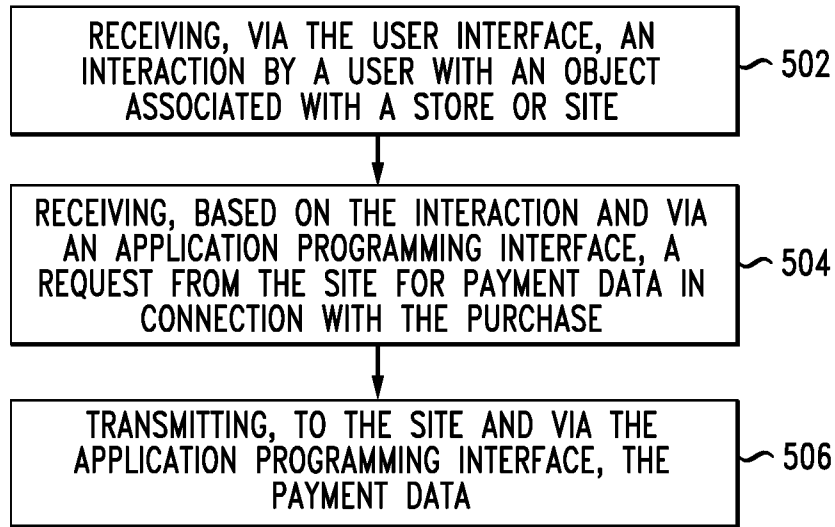 RECEIVING, VIA THE USER INTERFACE, AN
INTERACTION BY A USER WITH AN OBJECT
ASSOCIATED WITH A STORE OR SITE
502
RECEIVING, BASED ON THE INTERACTION AND VIA
AN APPLICATION PROGRAMMING INTERFACE, A
REQUEST FROM THE SITE FOR PAYMENT DATA IN
CONNECTION WITH THE PURCHASE
504
TRANSMITTING, TO THE SITE AND VIA THE
APPLICATION PROGRAMMING INTERFACE, THE
PAYMENT DATA
506